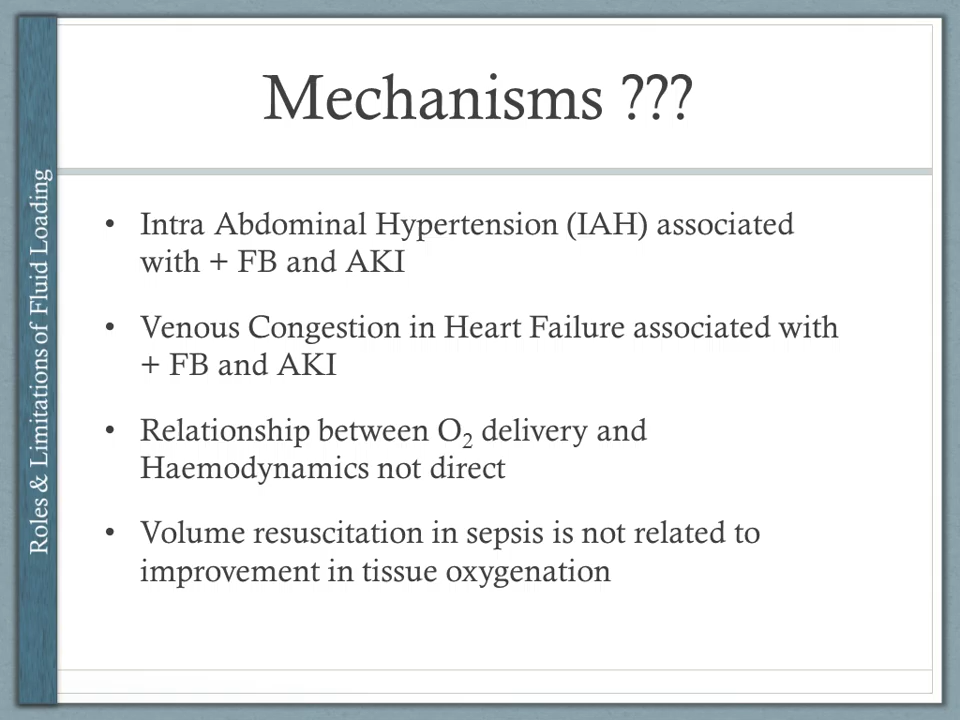 Mechanisms ???
Roles & Limitations of Fluid Loading
• Intra Abdominal Hypertension (IAH) associated
with + FB and AKI
• Venous Congestion in Heart Failure associated with
+ FB and AKI
• Relationship between O₂ delivery and
Haemodynamics not direct
• Volume resuscitation in sepsis is not related to
improvement in tissue oxygenation